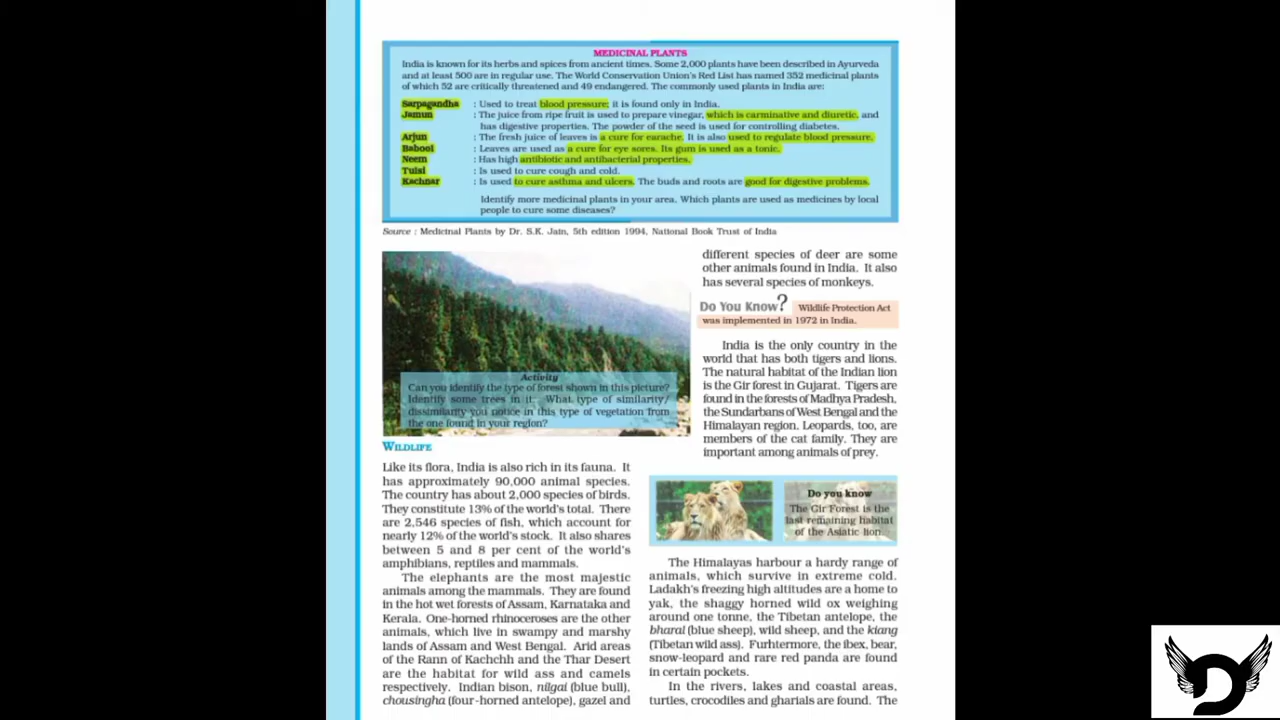 MEDICINAL PLANTS
India is known for its herbs and spices from ancient times. Some 2,000 plants have been described in Ayurveda
and at least 500 are in regular use. The World Conservation Union's Red List has named 352 medicinal plants
of which 52 are critically threatened and 49 endangered. The commonly used plants in India are:
Sarpagandha : Used to treat blood pressure; it is found only in India.
Jamun : The juice from ripe fruit is used to prepare vinegar, which is carminative and diuretic, and
has digestive properties. The powder of the seed is used for controlling diabetes.
Arjun : The fresh juice of leaves is a cure for earache. It is also used to regulate blood pressure.
Babool : Leaves are used as a cure for eye sores. Its gum is used as a tonic.
Neem : Has high antibiotic and antibacterial properties.
Tulsi : Is used to cure cough and cold.
Kachnar : Is used to cure asthma and ulcers. The buds and roots are good for digestive problems.
Identify more medicinal plants in your area. Which plants are used as medicines by local
people to cure some diseases?
Source : Medicinal Plants by Dr. S.K. Jain, 5th edition 1994, National Book Trust of India
Activity
Can you identify the type of forest shown in this picture?
Identify some trees in it. What type of similarity/
dissimilarity you notice in this type of vegetation from
the one found in your region?
WILDLIFE
Like its flora, India is also rich in its fauna. It
has approximately 90,000 animal species.
The country has about 2,000 species of birds.
They constitute 13% of the world's total. There
are 2,546 species of fish, which account for
nearly 12% of the world's stock. It also shares
between 5 and 8 per cent of the world's
amphibians, reptiles and mammals.
The elephants are the most majestic
animals among the mammals. They are found
in the hot wet forests of Assam, Karnataka and
Kerala. One-horned rhinoceroses are the other
animals, which live in swampy and marshy
lands of Assam and West Bengal. Arid areas
of the Rann of Kachchh and the Thar Desert
are the habitat for wild ass and camels
respectively. Indian bison, nilgai (blue bull),
chousingha (four-horned antelope), gazel and
different species of deer are some
other animals found in India. It also
has several species of monkeys.
Do You Know? Wildlife Protection Act
was implemented in 1972 in India.
India is the only country in the
world that has both tigers and lions.
The natural habitat of the Indian lion
is the Gir forest in Gujarat. Tigers are
found in the forests of Madhya Pradesh,
the Sundarbans of West Bengal and the
Himalayan region. Leopards, too, are
members of the cat family. They are
important among animals of prey.
Do you know
The Gir Forest is the
last remaining habitat
of the Asiatic lion
The Himalayas harbour a hardy range of
animals, which survive in extreme cold.
Ladakh's freezing high altitudes are a home to
yak, the shaggy horned wild ox weighing
around one tonne, the Tibetan antelope, the
bharal (blue sheep), wild sheep, and the kiang
(Tibetan wild ass). Furhtermore, the ibex, bear,
snow-leopard and rare red panda are found
in certain pockets.
In the rivers, lakes and coastal areas,
turtles, crocodiles and gharials are found. The
D